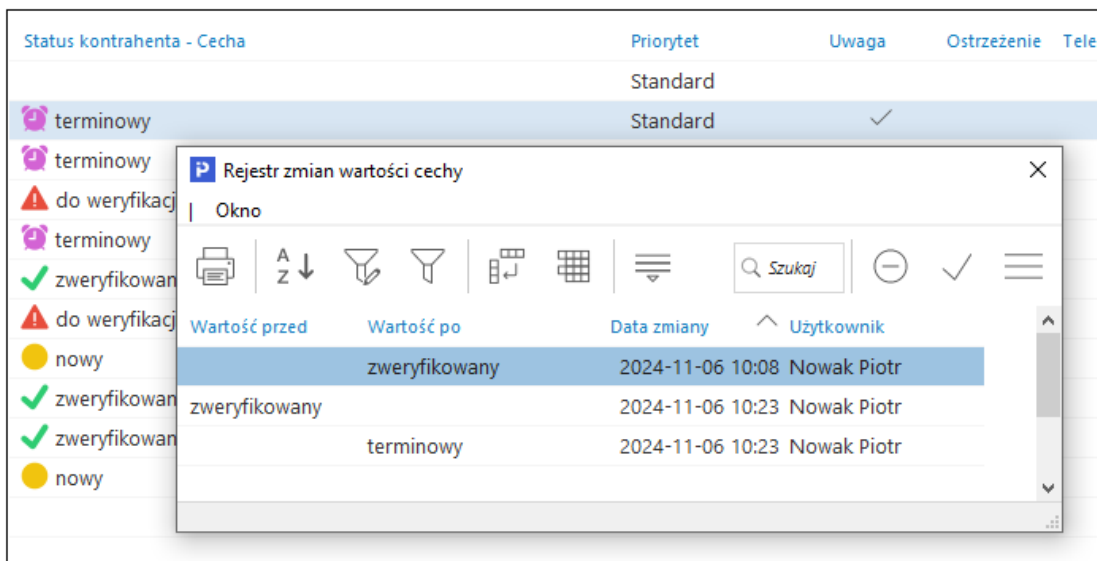 Status kontrahenta - Cecha Priorytet Uwaga Ostrzeżenie Tele
Standard
terminowy Standard
terminowy
do weryfikacj
terminowy
zweryfikowan
do weryfikacj
nowy
zweryfikowan
zweryfikowan
nowy
Rejestr zmian wartości cechy
| Okno
Szukaj
Wartość przed Wartość po Data zmiany Użytkownik
zweryfikowany 2024-11-06 10:08 Nowak Piotr
zweryfikowany 2024-11-06 10:23 Nowak Piotr
terminowy 2024-11-06 10:23 Nowak Piotr